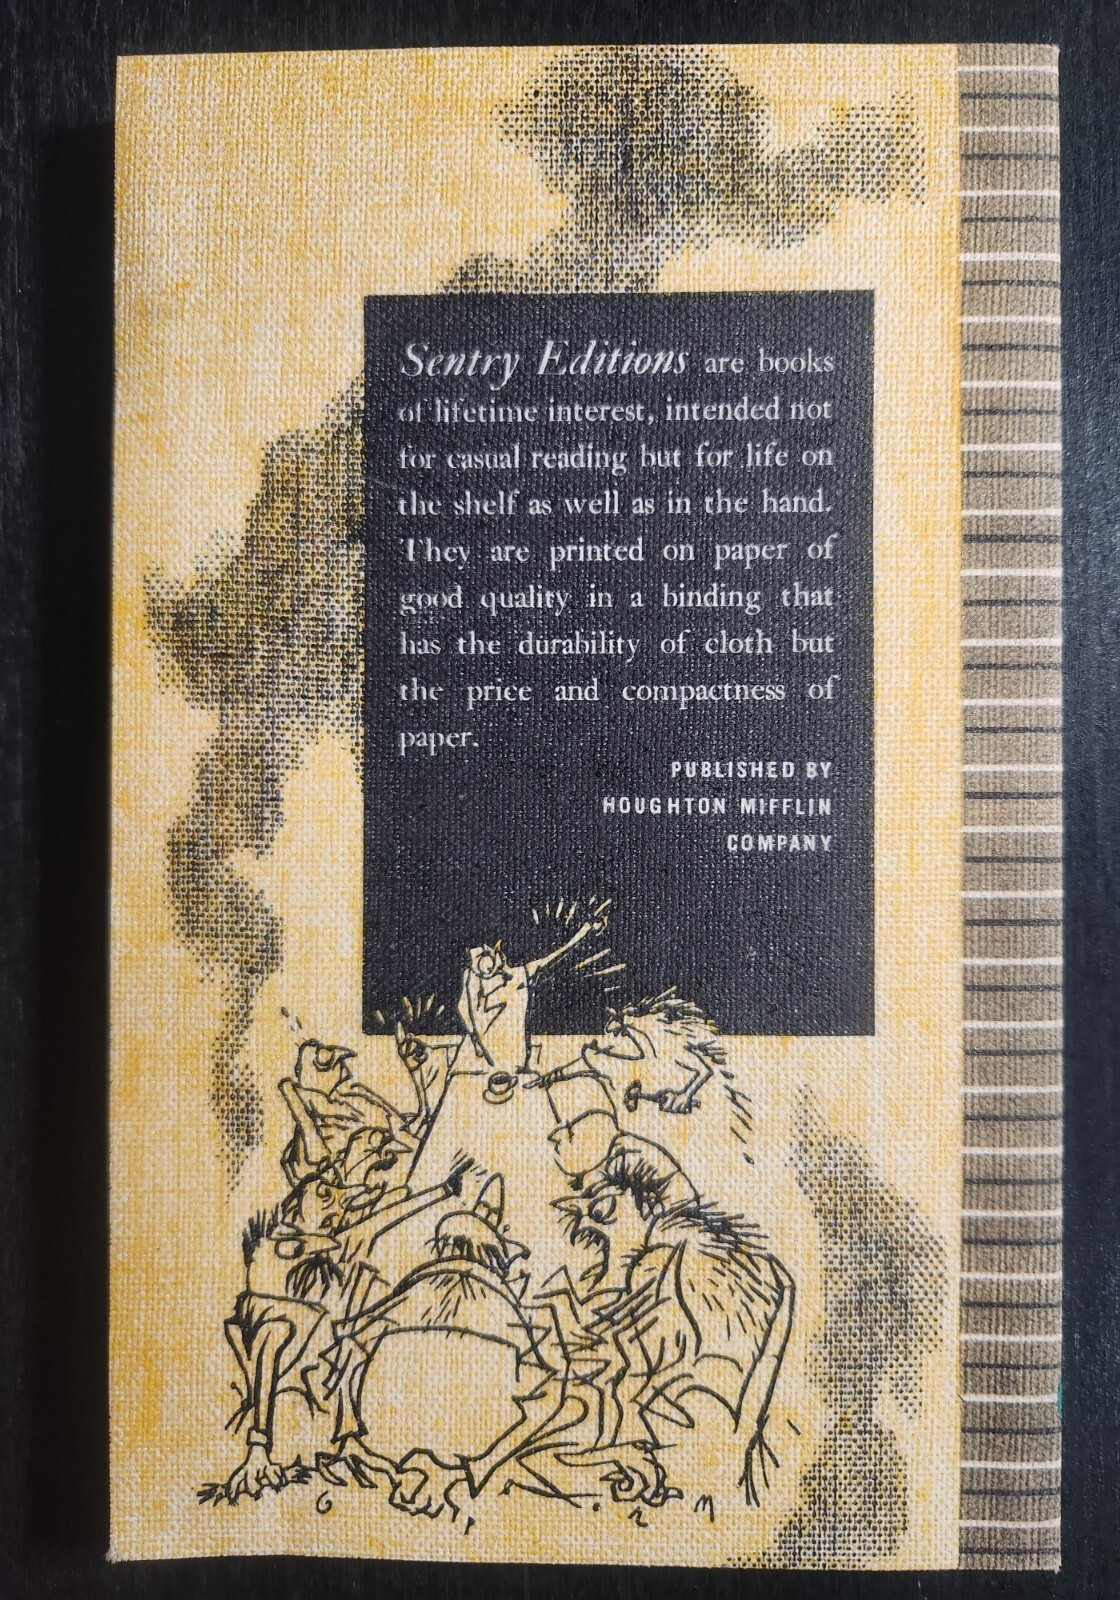 Sentry Editions are books
of lifetime interest, intended not
for casual reading but for life on
the shelf as well as in the hand.
They are printed on paper of
good quality in a binding that
has the durability of cloth but
the price and compactness of
paper.
PUBLISHED BY
HOUGHTON MIFFLIN
COMPANY